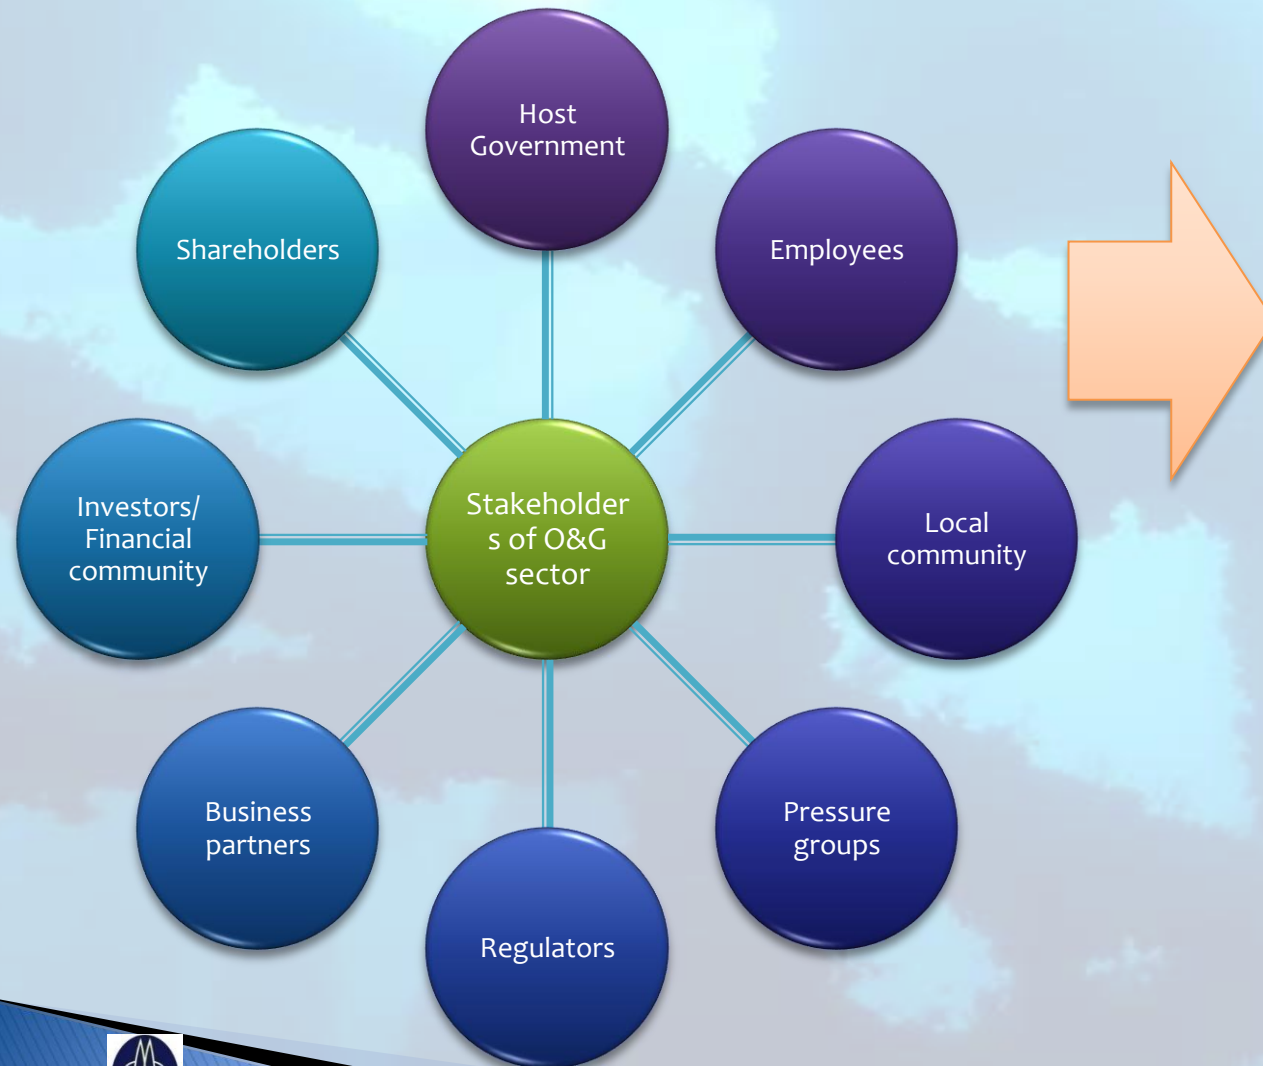 Host
Government
Employees
Local
community
Pressure
groups
Regulators
Business
partners
Investors/
Financial
community
Shareholders
Stakeholder
s of O&G
sector